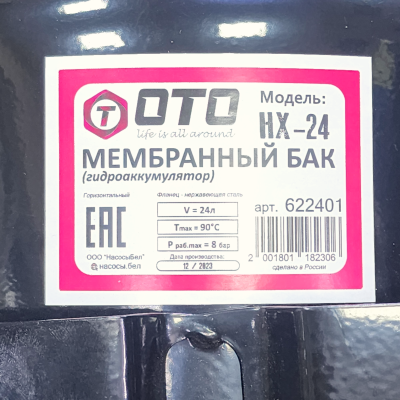 T OTO
life is all around
Модель:
НХ-24
МЕМБРАННЫЙ БАК
(гидроаккумулятор)
Горизонтальный
Фланец - нержавеющая сталь
EAC
V = 24л
Tmax = 90°C
P раб.max = 8 бар
Дата производства:
12 / 2023
ООО "НасосыБел"
насосы.бел
арт. 622401
2 001801 182306
сделано в России